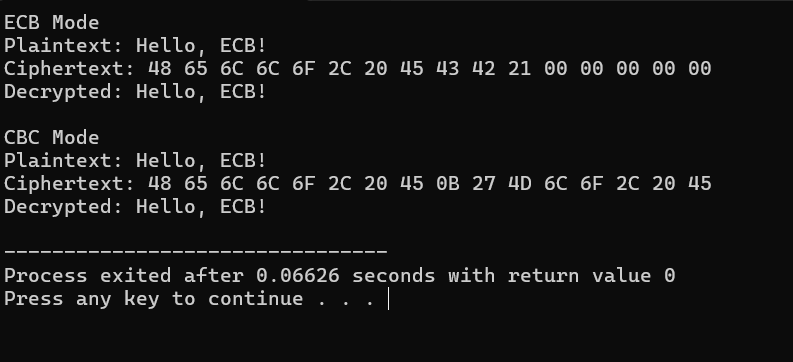 ECB Mode
Plaintext: Hello, ECB!
Ciphertext: 48 65 6C 6C 6F 2C 20 45 43 42 21 00 00 00 00 00
Decrypted: Hello, ECB!
CBC Mode
Plaintext: Hello, ECB!
Ciphertext: 48 65 6C 6C 6F 2C 20 45 0B 27 4D 6C 6F 2C 20 45
Decrypted: Hello, ECB!
--------------------------------
Process exited after 0.06626 seconds with return value 0
Press any key to continue . . .